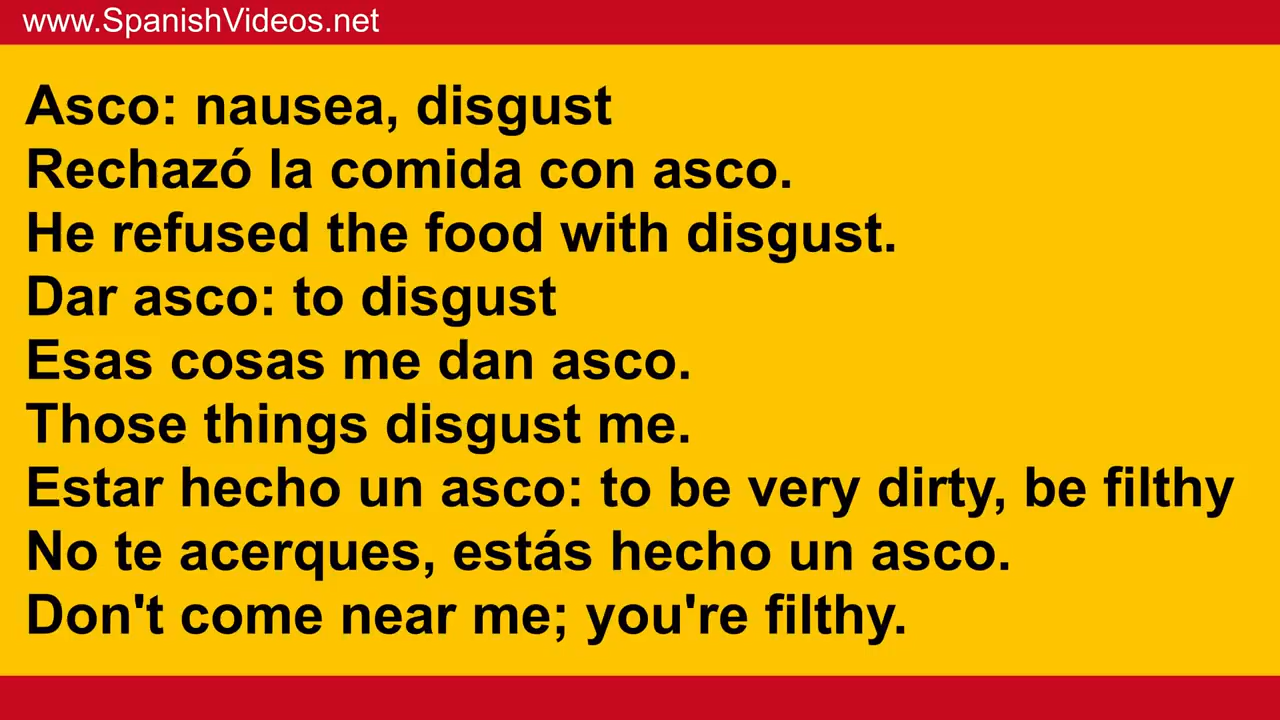 www.SpanishVideos.net
Asco: nausea, disgust
Rechazó la comida con asco.
He refused the food with disgust.
Dar asco: to disgust
Esas cosas me dan asco.
Those things disgust me.
Estar hecho un asco: to be very dirty, be filthy
No te acerques, estás hecho un asco.
Don't come near me; you're filthy.